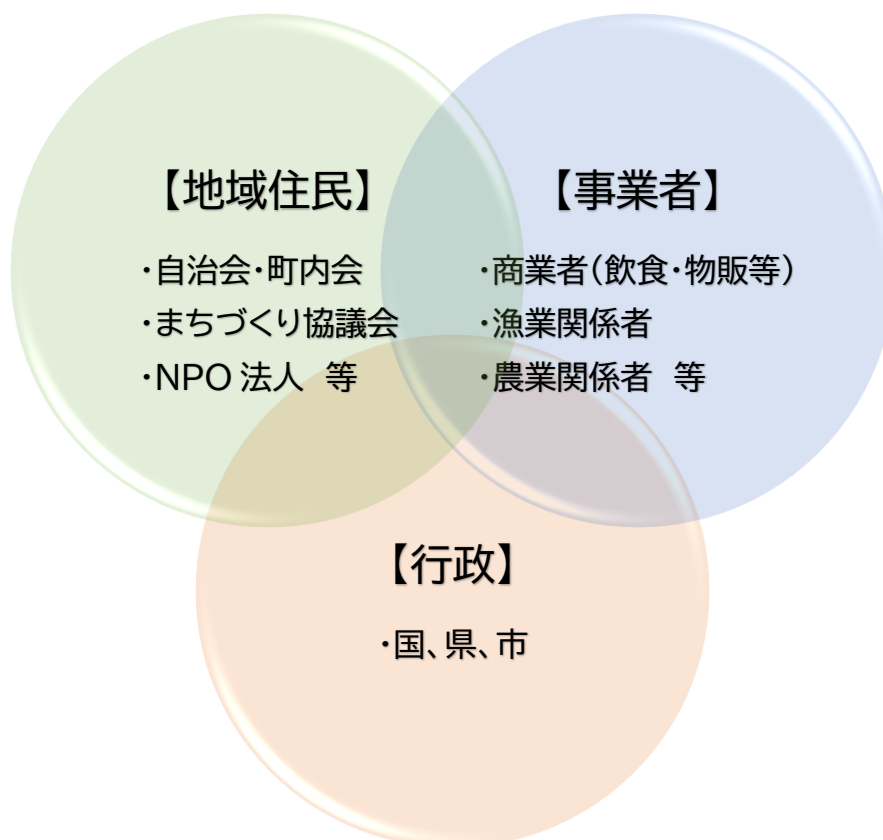 【地域住民】
・自治会・町内会
・まちづくり協議会
・NPO 法人　等
【事業者】
・商業者（飲食・物販等）
・漁業関係者
・農業関係者　等
【行政】
・国、県、市